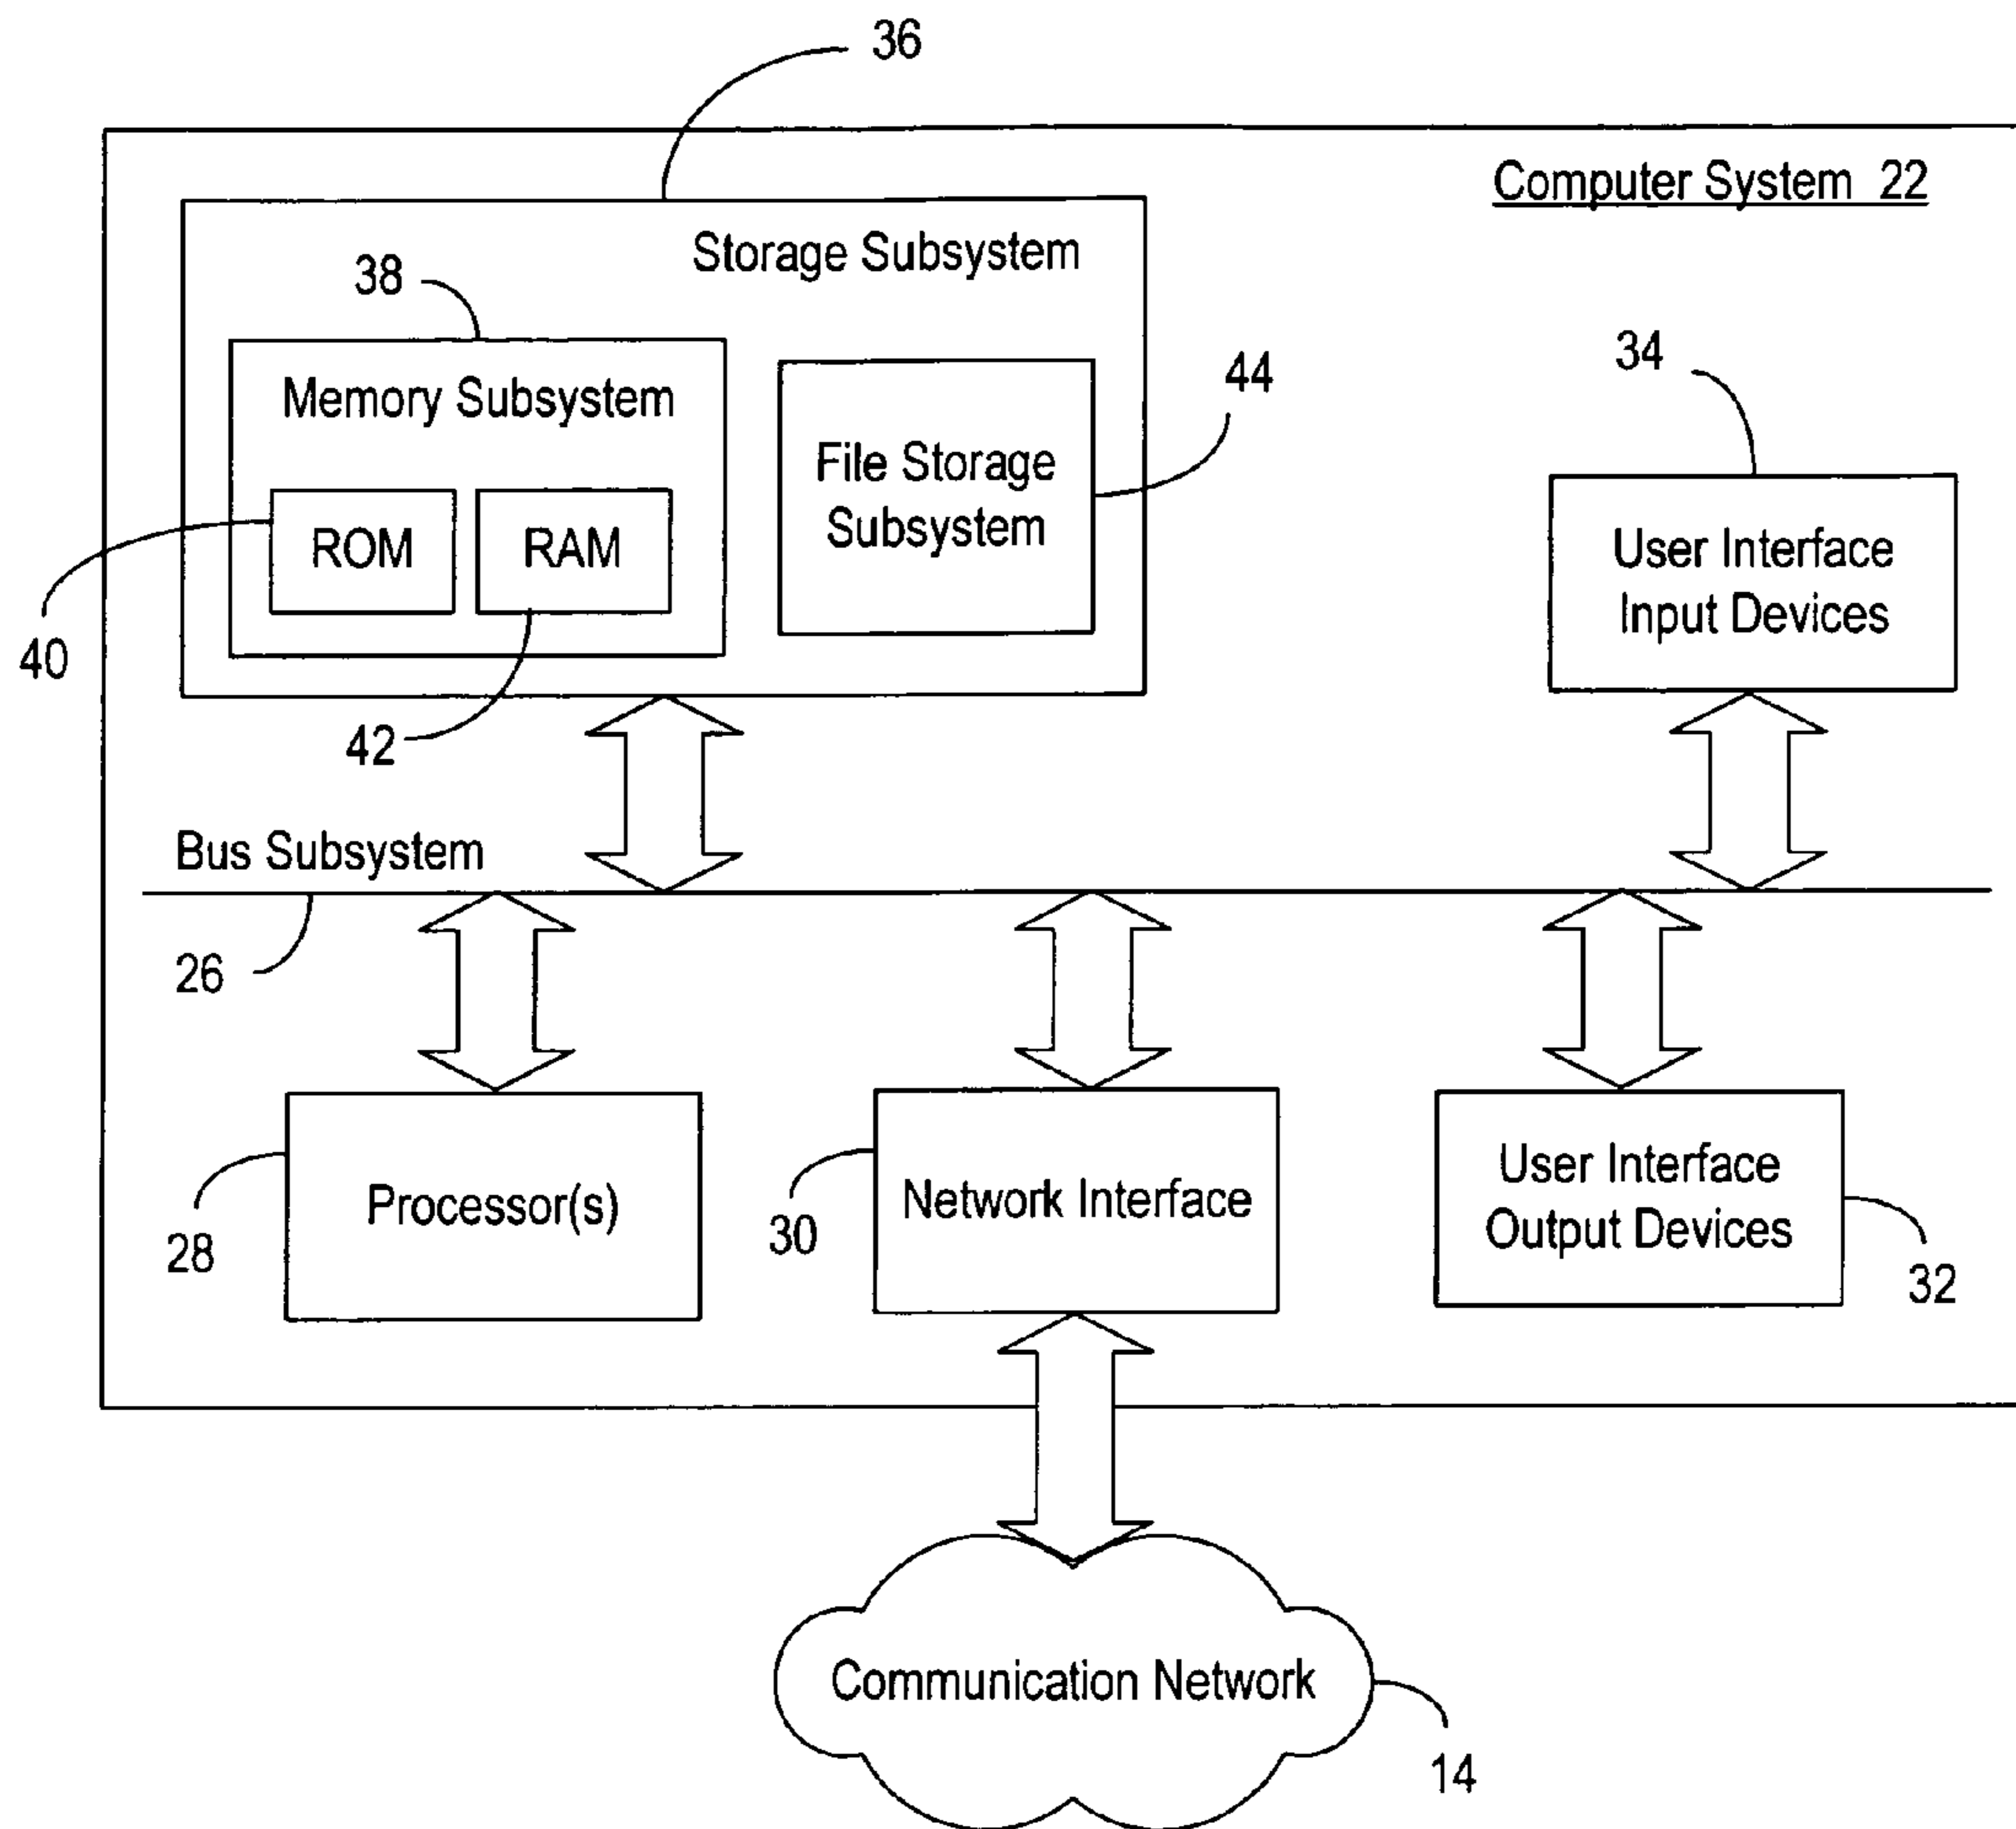 36
Computer System 22
Storage Subsystem
38
34
Memory Subsystem
44
File Storage
Subsystem
ROM
RAM
User Interface
Input Devices
40
42
Bus Subsystem
26
Processor(s)
Network Interface
User Interface
Output Devices
28
30
32
Communication Network
14